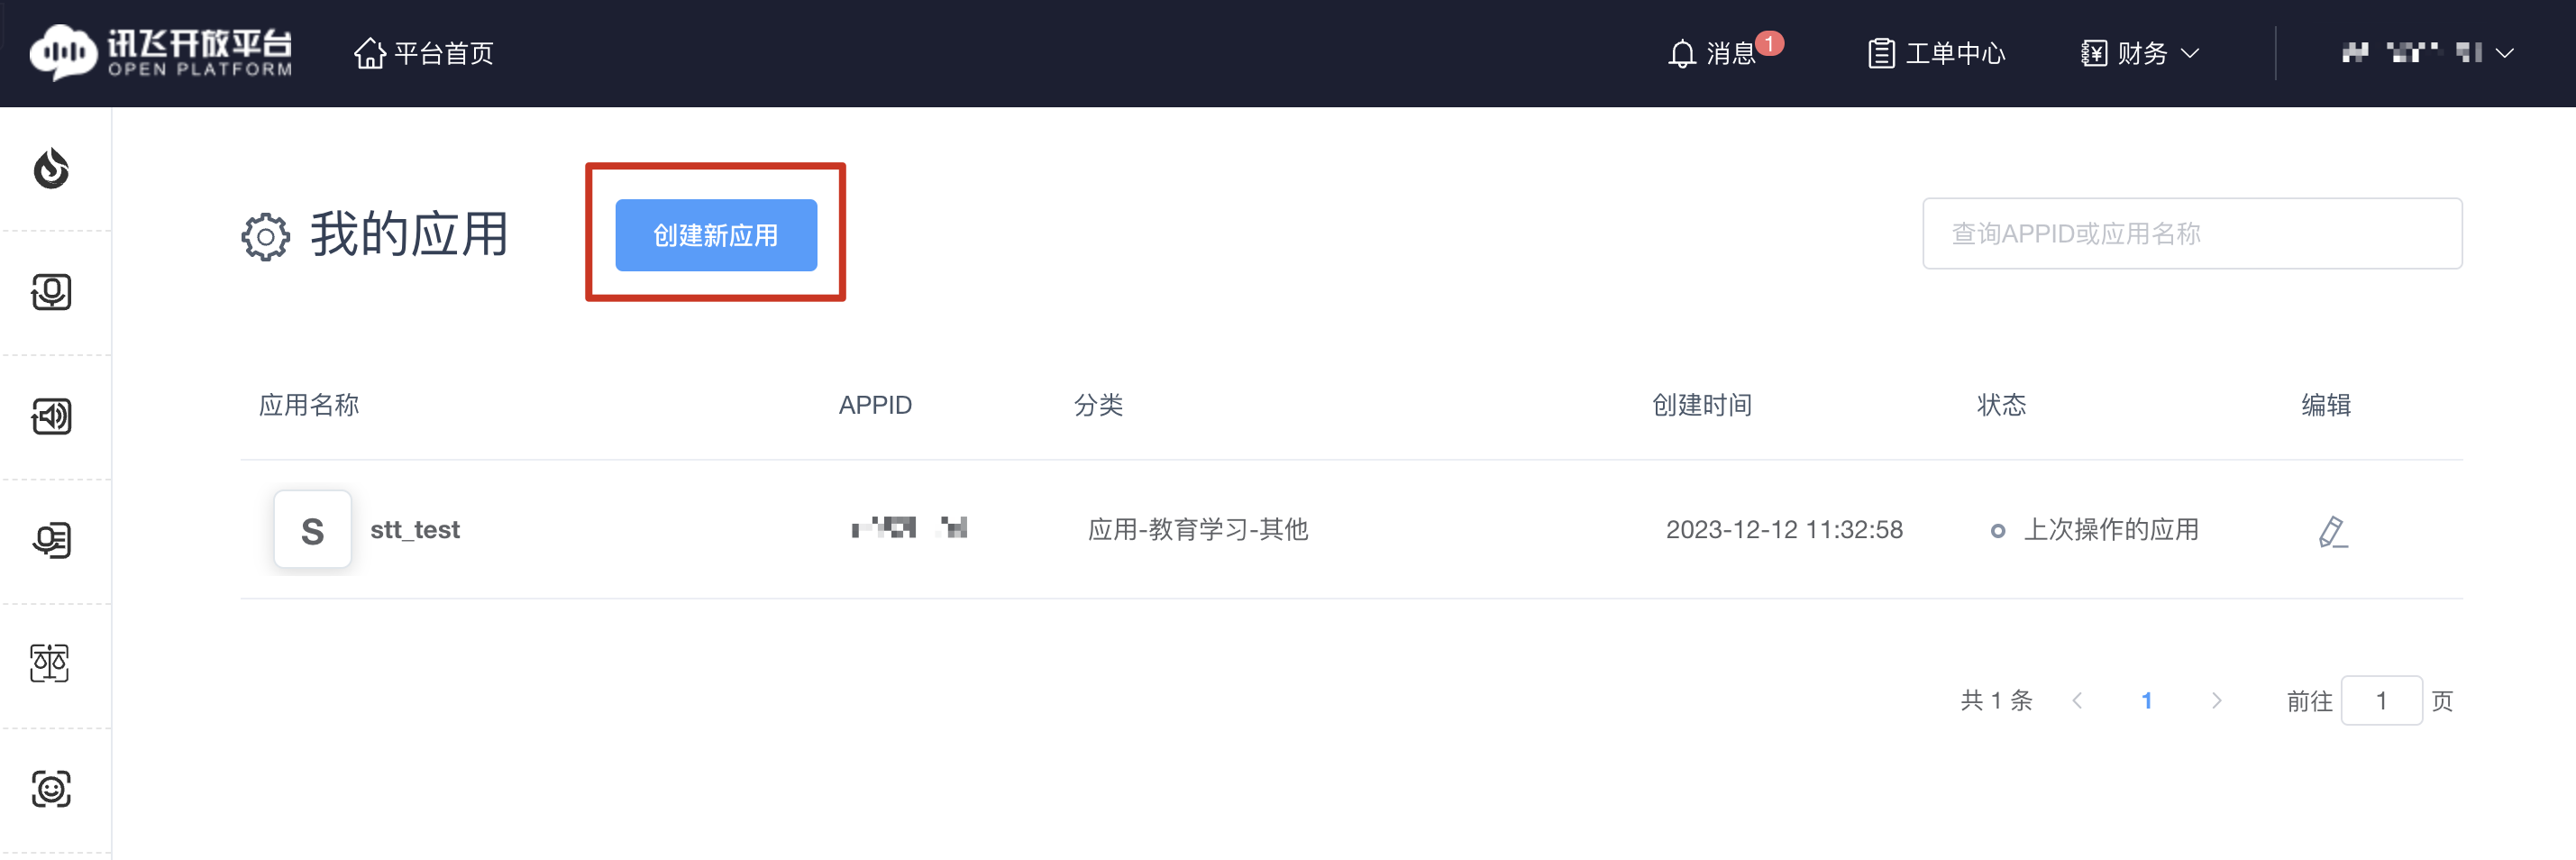 讯飞开放平台
OPEN PLATFORM
平台首页
消息 1
工单中心
财务
我的应用
创建新应用
查询APPID或应用名称
应用名称 APPID 分类 创建时间 状态 编辑
S stt_test 应用-教育学习-其他 2023-12-12 11:32:58 上次操作的应用
共 1 条 1 前往 1 页